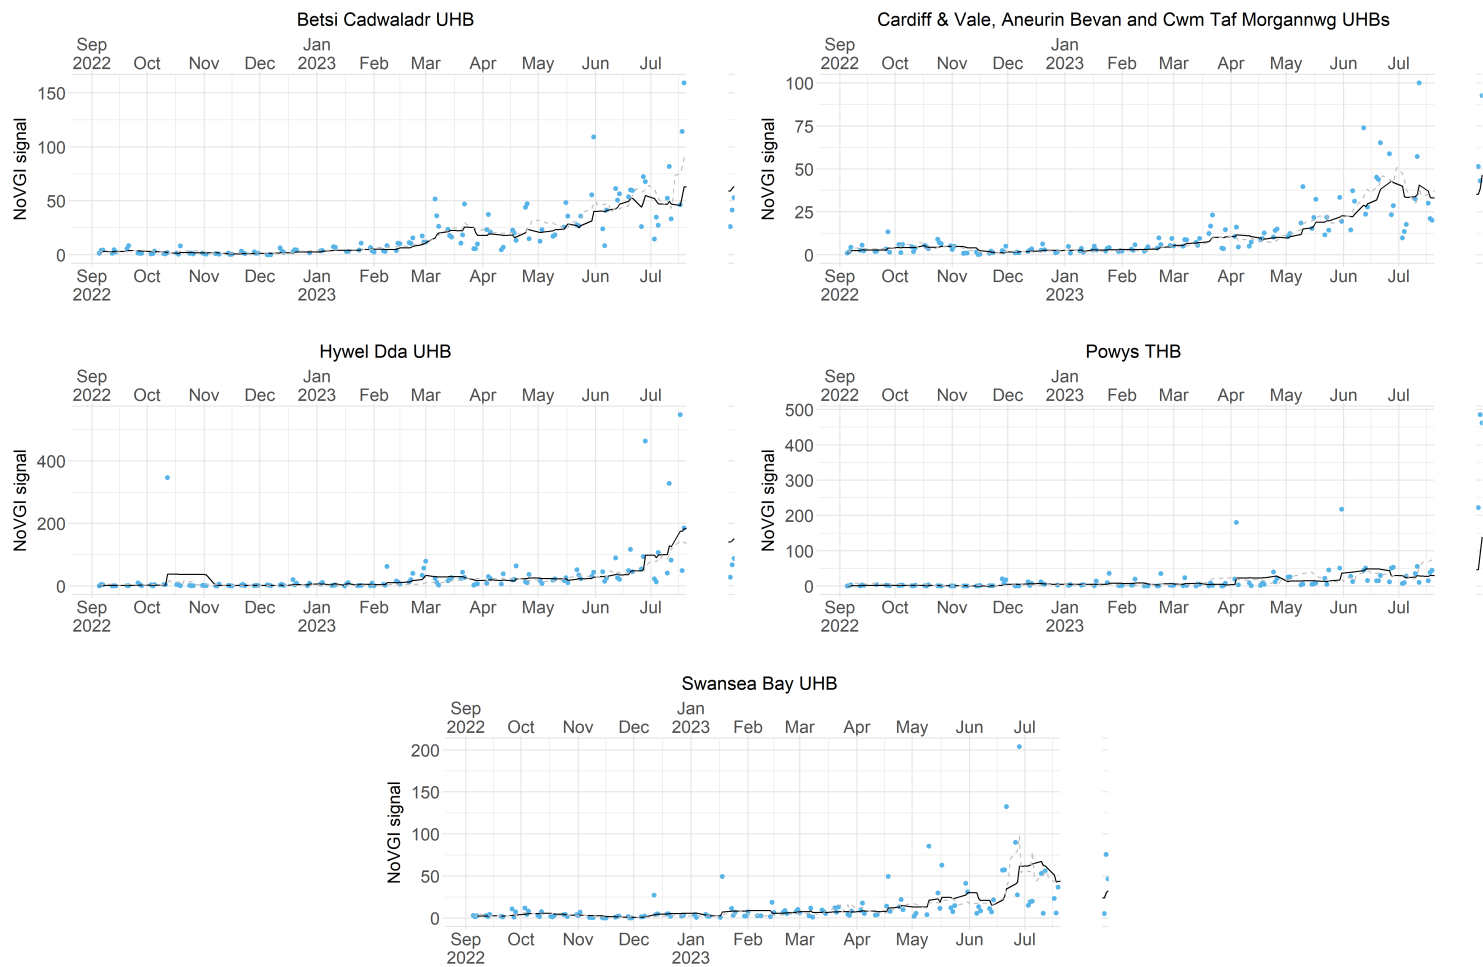 Betsi Cadwaladr UHB
Sep Jan
2022 Oct Nov Dec 2023 Feb Mar Apr May Jun Jul
150
100
50
0
NoVGI signal
Sep Oct Nov Dec Jan Feb Mar Apr May Jun Jul
2022 2023
Cardiff & Vale, Aneurin Bevan and Cwm Taf Morgannwg UHBs
Sep Jan
2022 Oct Nov Dec 2023 Feb Mar Apr May Jun Jul
100
75
50
25
0
NoVGI signal
Sep Oct Nov Dec Jan Feb Mar Apr May Jun Jul
2022 2023
Hywel Dda UHB
Sep Jan
2022 Oct Nov Dec 2023 Feb Mar Apr May Jun Jul
400
200
0
NoVGI signal
Sep Oct Nov Dec Jan Feb Mar Apr May Jun Jul
2022 2023
Powys THB
Sep Jan
2022 Oct Nov Dec 2023 Feb Mar Apr May Jun Jul
500
400
300
200
100
0
NoVGI signal
Sep Oct Nov Dec Jan Feb Mar Apr May Jun Jul
2022 2023
Swansea Bay UHB
Sep Jan
2022 Oct Nov Dec 2023 Feb Mar Apr May Jun Jul
200
150
100
50
0
NoVGI signal
Sep Oct Nov Dec Jan Feb Mar Apr May Jun Jul
2022 2023